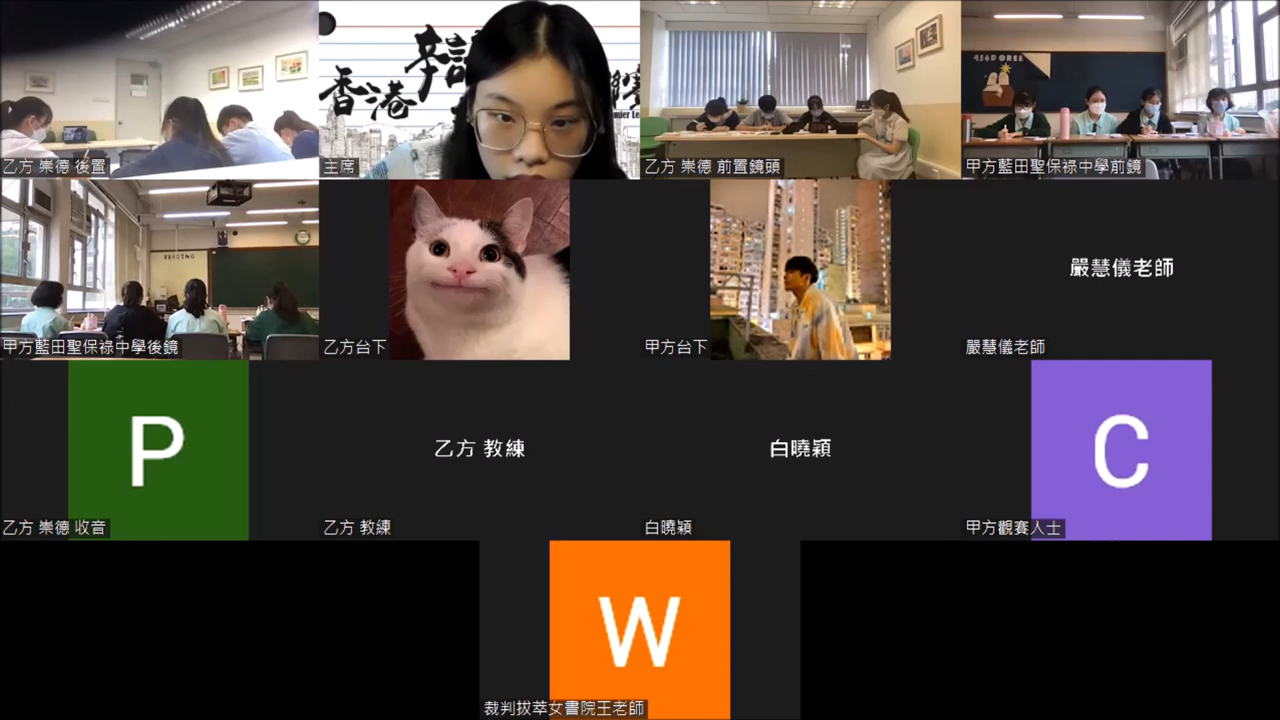 乙方 崇德 後置
香港
辯
主席
乙方 崇德 前置鏡頭
甲方藍田聖保祿中學前鏡
READING
甲方藍田聖保祿中學後鏡
乙方台下
甲方台下
嚴慧儀老師
嚴慧儀老師
P
乙方 崇德 收音
乙方 教練
乙方 教練
白曉穎
白曉穎
C
甲方觀賽人士
W
裁判拔萃女書院王老師